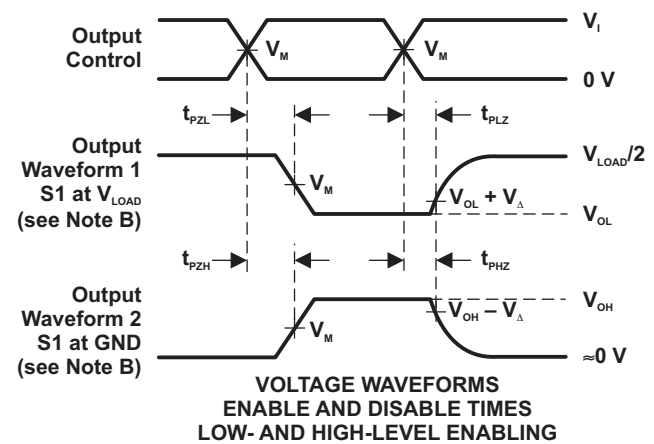 Output
Control
V_M
V_M
V_I
0 V
t_PZL
t_PLZ
Output
Waveform 1
S1 at V_LOAD
(see Note B)
V_M
V_OL + V_Δ
V_LOAD/2
V_OL
t_PZH
t_PHZ
Output
Waveform 2
S1 at GND
(see Note B)
V_M
V_OH − V_Δ
V_OH
≈0 V
VOLTAGE WAVEFORMS
ENABLE AND DISABLE TIMES
LOW- AND HIGH-LEVEL ENABLING